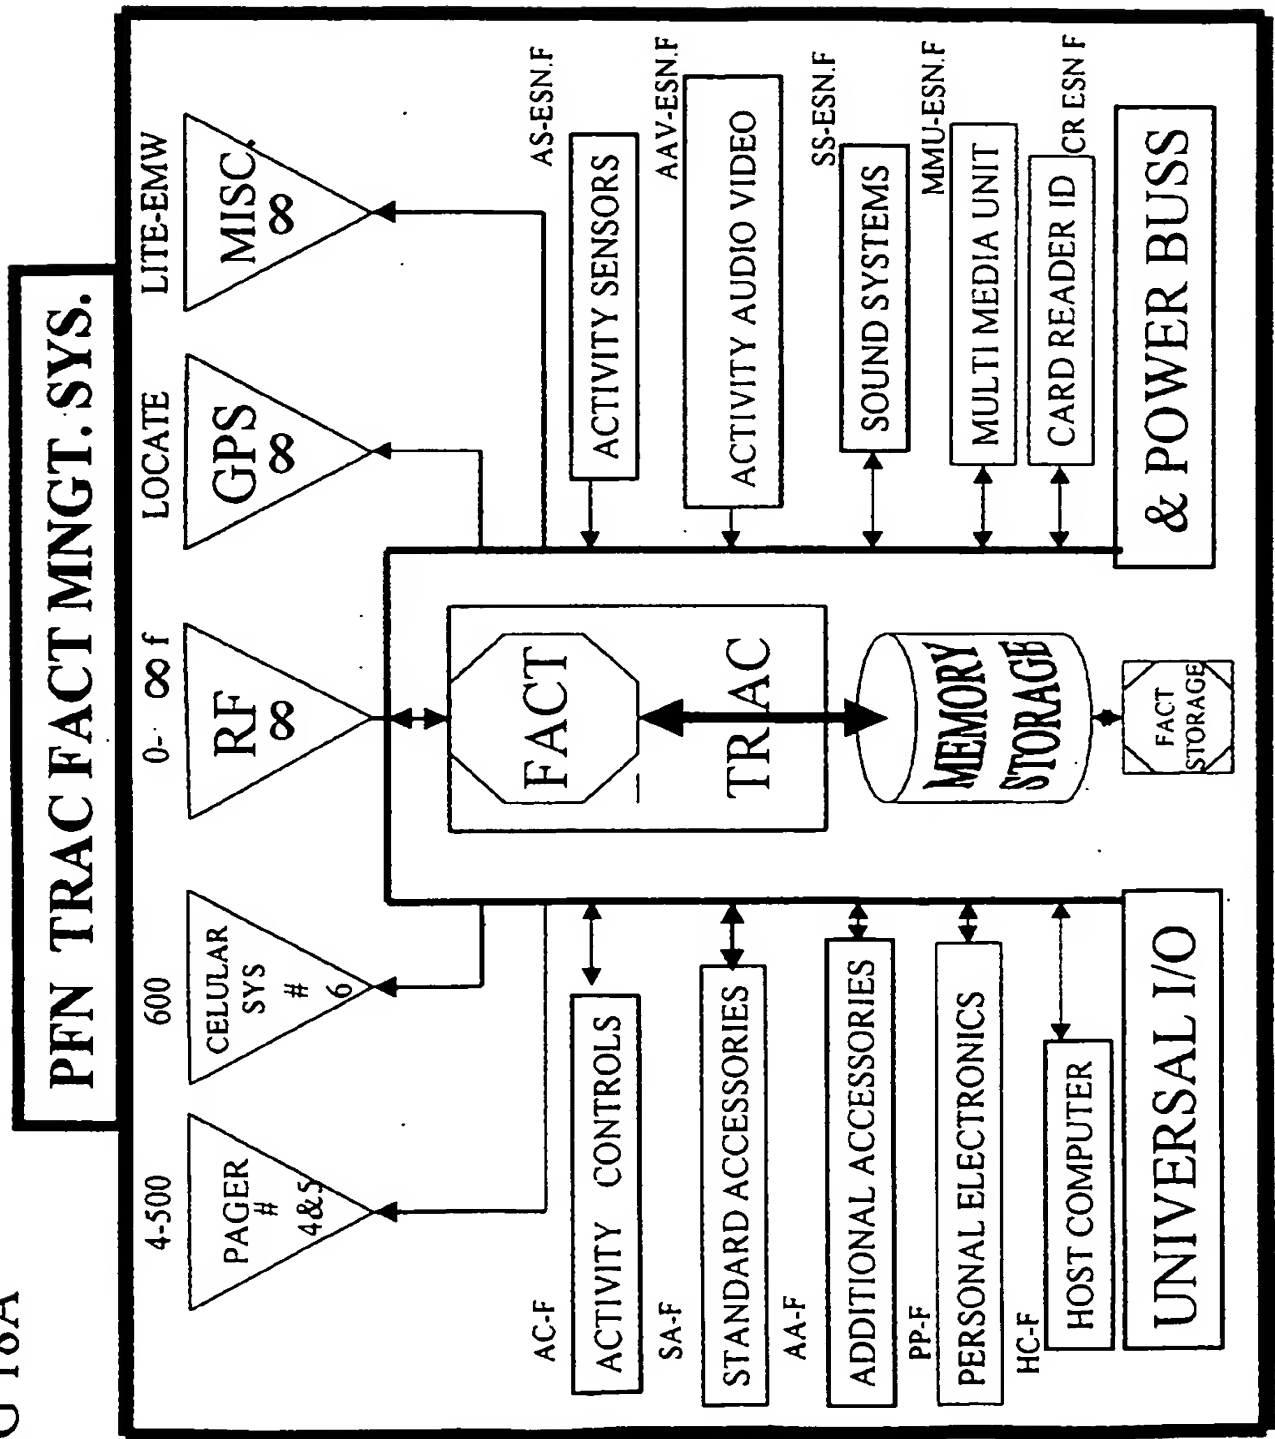 18A
PFN TRAC FACT MNGT. SYS.
4-500
600
0- ∞ f
LOCATE
LITE-EMW
PAGER
#
4&5
CELULAR
SYS
#
6
RF
∞
GPS
∞
MISC.
∞
AC-F
ACTIVITY CONTROLS
SA-F
STANDARD ACCESSORIES
AA-F
ADDITIONAL ACCESSORIES
PP-F
PERSONAL ELECTRONICS
HC-F
HOST COMPUTER
UNIVERSAL I/O
FACT
TRAC
MEMORY
STORAGE
FACT
STORAGE
AS-ESN.F
ACTIVITY SENSORS
AAV-ESN.F
ACTIVITY AUDIO VIDEO
SS-ESN.F
SOUND SYSTEMS
MMU-ESN.F
MULTI MEDIA UNIT
CARD READER ID
CR ESN F
& POWER BUSS